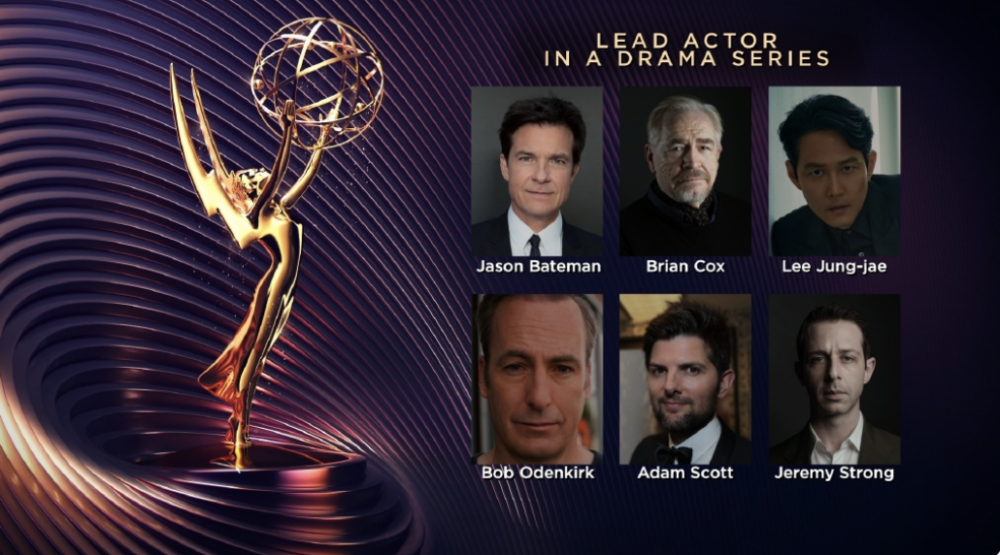 LEAD ACTOR
IN A DRAMA SERIES
Jason Bateman
Brian Cox
Lee Jung-jae
Bob Odenkirk
Adam Scott
Jeremy Strong